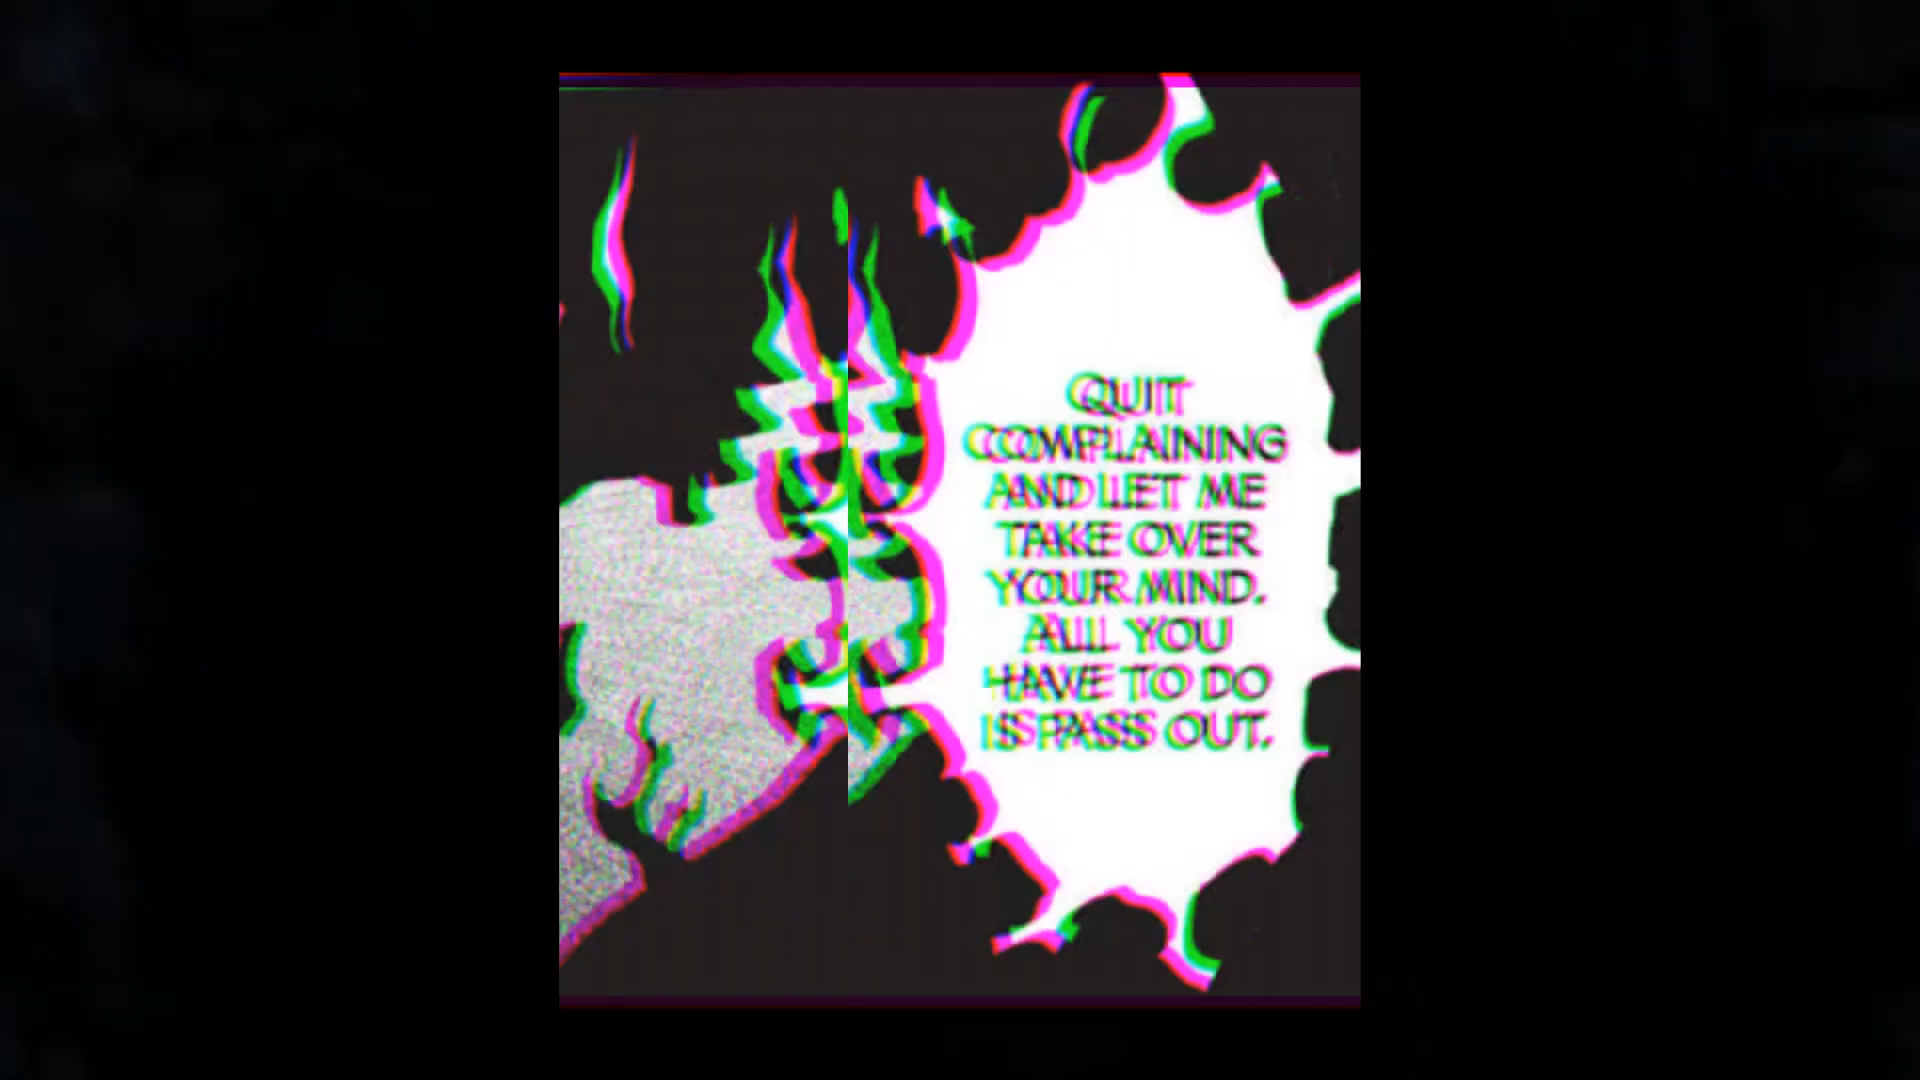 QUIT
COMPLAINING
AND LET ME
TAKE OVER
YOUR MIND.
ALL YOU
HAVE TO DO
IS PASS OUT.